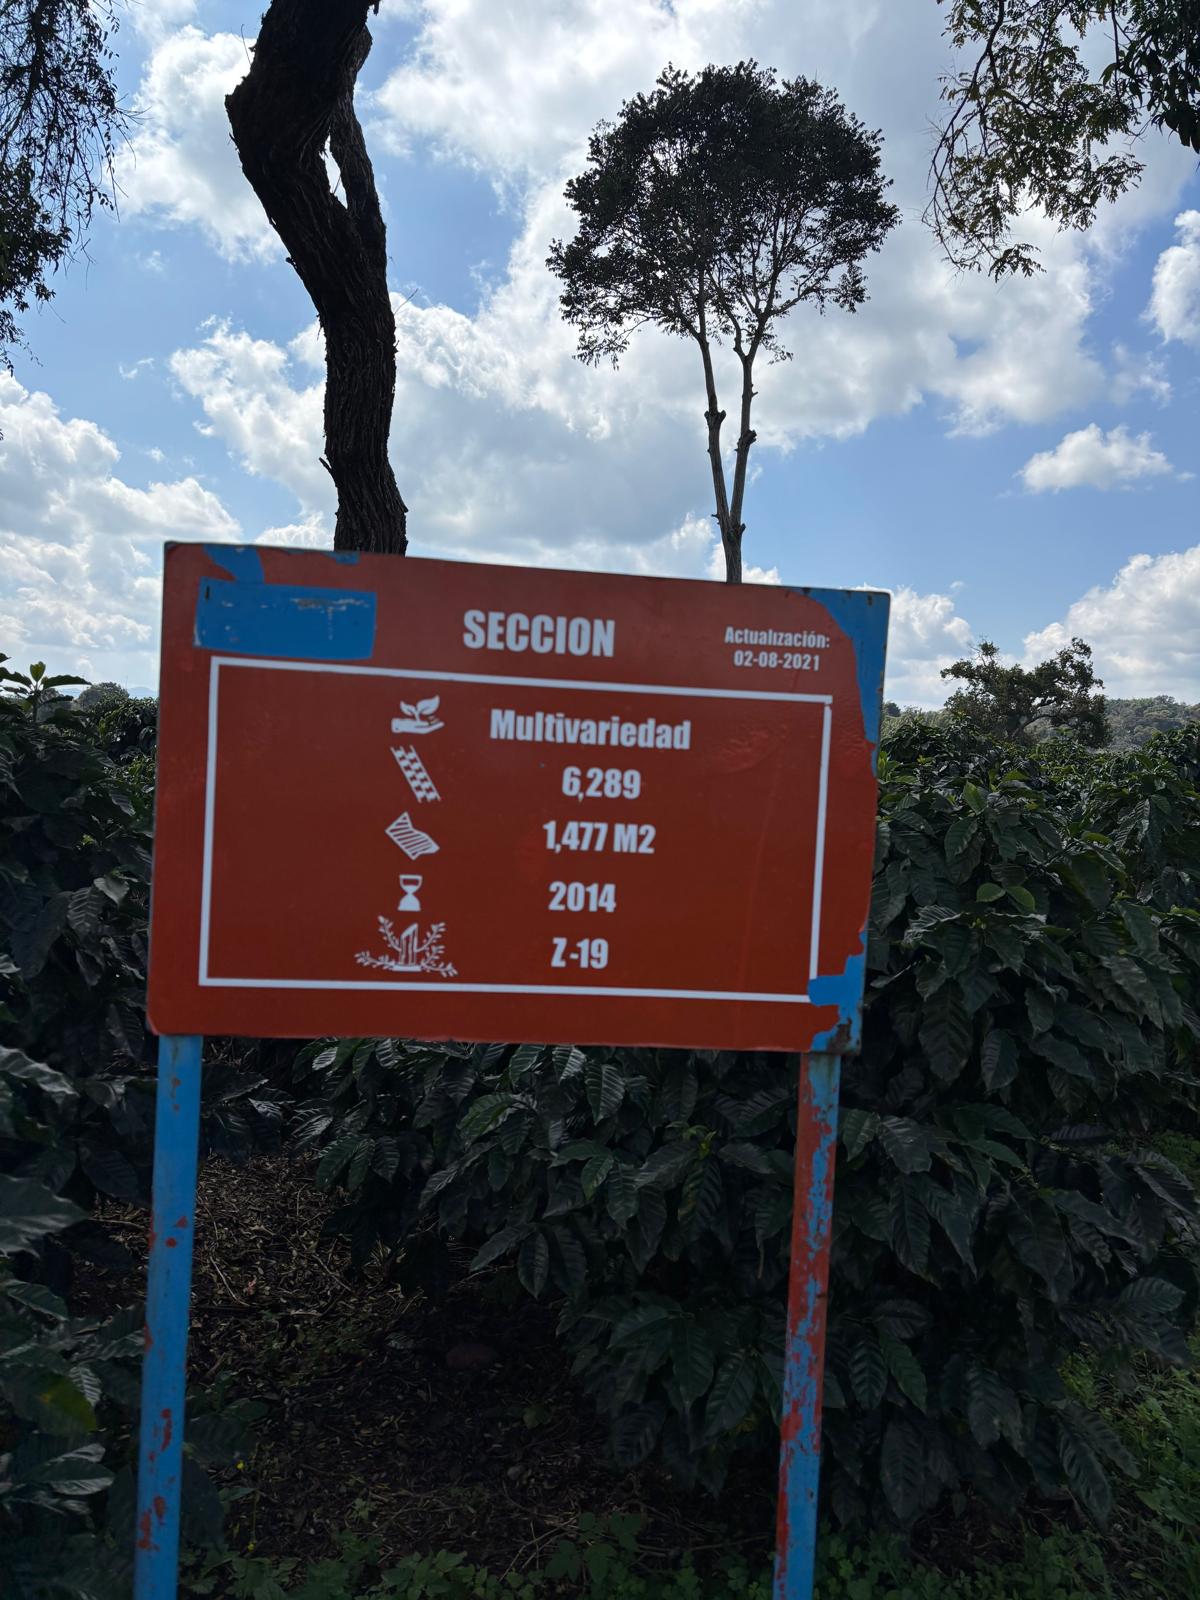 SECCION
Actualización:
02-08-2021
Multivariedad
6,289
1,477 M2
2014
Z-19